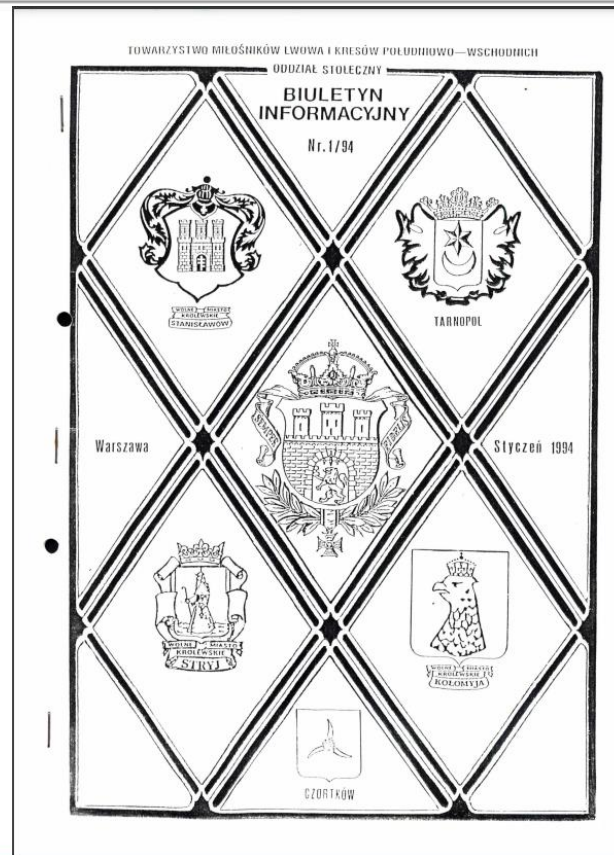 TOWARZYSTWO MIŁOŚNIKÓW LWOWA I KRESÓW POŁUDNIOWO—WSCHODNICH
ODDZIAŁ STOŁECZNY
BIULETYN
INFORMACYJNY
Nr.1/94
WOLNE MIASTO
KRÓLEWSKIE
STANISŁAWÓW
TARNOPOL
SEMPER FIDELIS
Warszawa
Styczeń 1994
WOLNE MIASTO
KRÓLEWSKIE
STRYJ
WOLNE MIASTO
KRÓLEWSKIE
KOŁOMYJA
CZORTKÓW